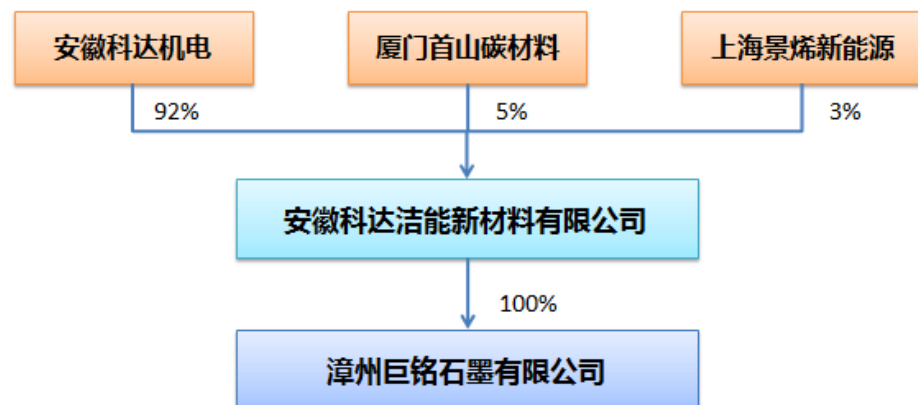 安徽科达机电
厦门首山碳材料
上海景烯新能源
92%
5%
3%
安徽科达洁能新材料有限公司
100%
漳州巨铭石墨有限公司